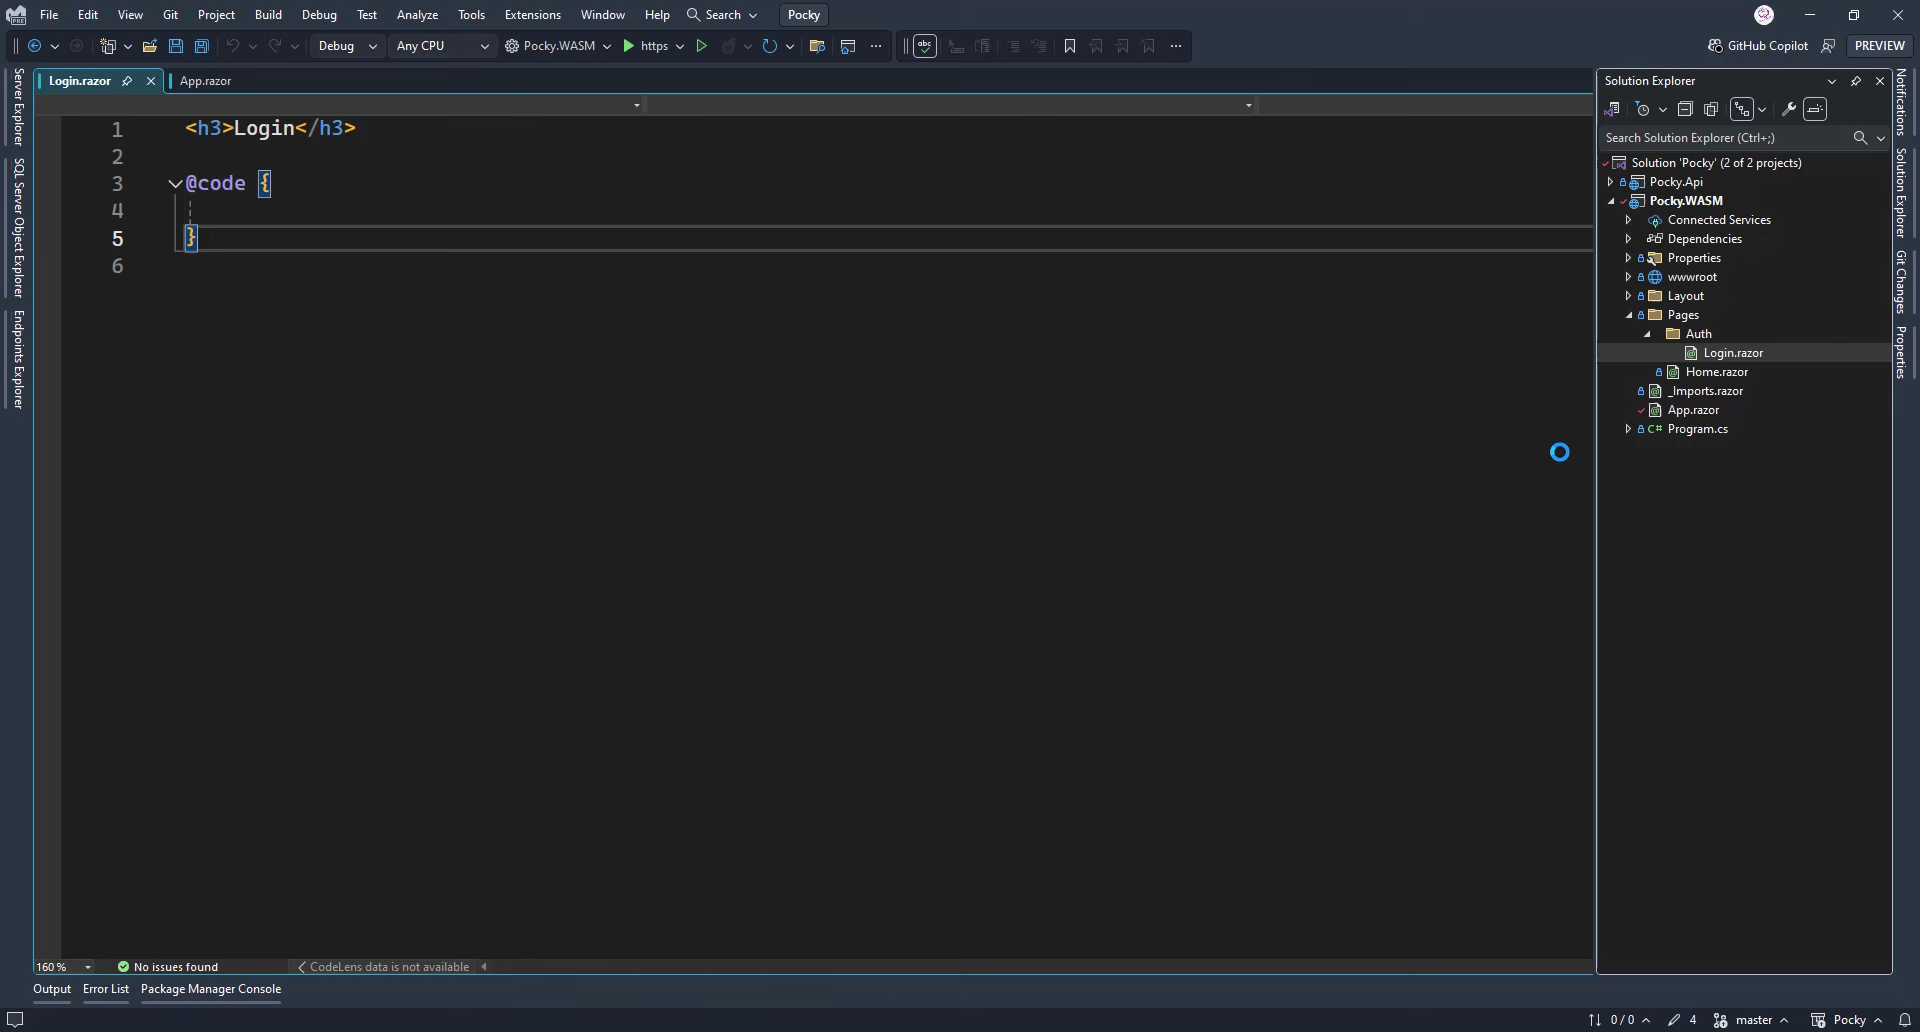 PRE File Edit View Git Project Build Debug Test Analyze Tools Extensions Window Help Search Pocky
Debug Any CPU Pocky.WASM https abc GitHub Copilot PREVIEW
Server Explorer
SQL Server Object Explorer
Endpoints Explorer
Login.razor App.razor
1 <h3>Login</h3>
2
3 @code {
4
5 }
6
160 % No issues found CodeLens data is not available
Output Error List Package Manager Console
Solution Explorer
Search Solution Explorer (Ctrl+;)
Solution 'Pocky' (2 of 2 projects)
Pocky.Api
Pocky.WASM
Connected Services
Dependencies
Properties
wwwroot
Layout
Pages
Auth
Login.razor
Home.razor
_Imports.razor
App.razor
C# Program.cs
Notifications
Solution Explorer
Git Changes
Properties
0 / 0 4 master Pocky